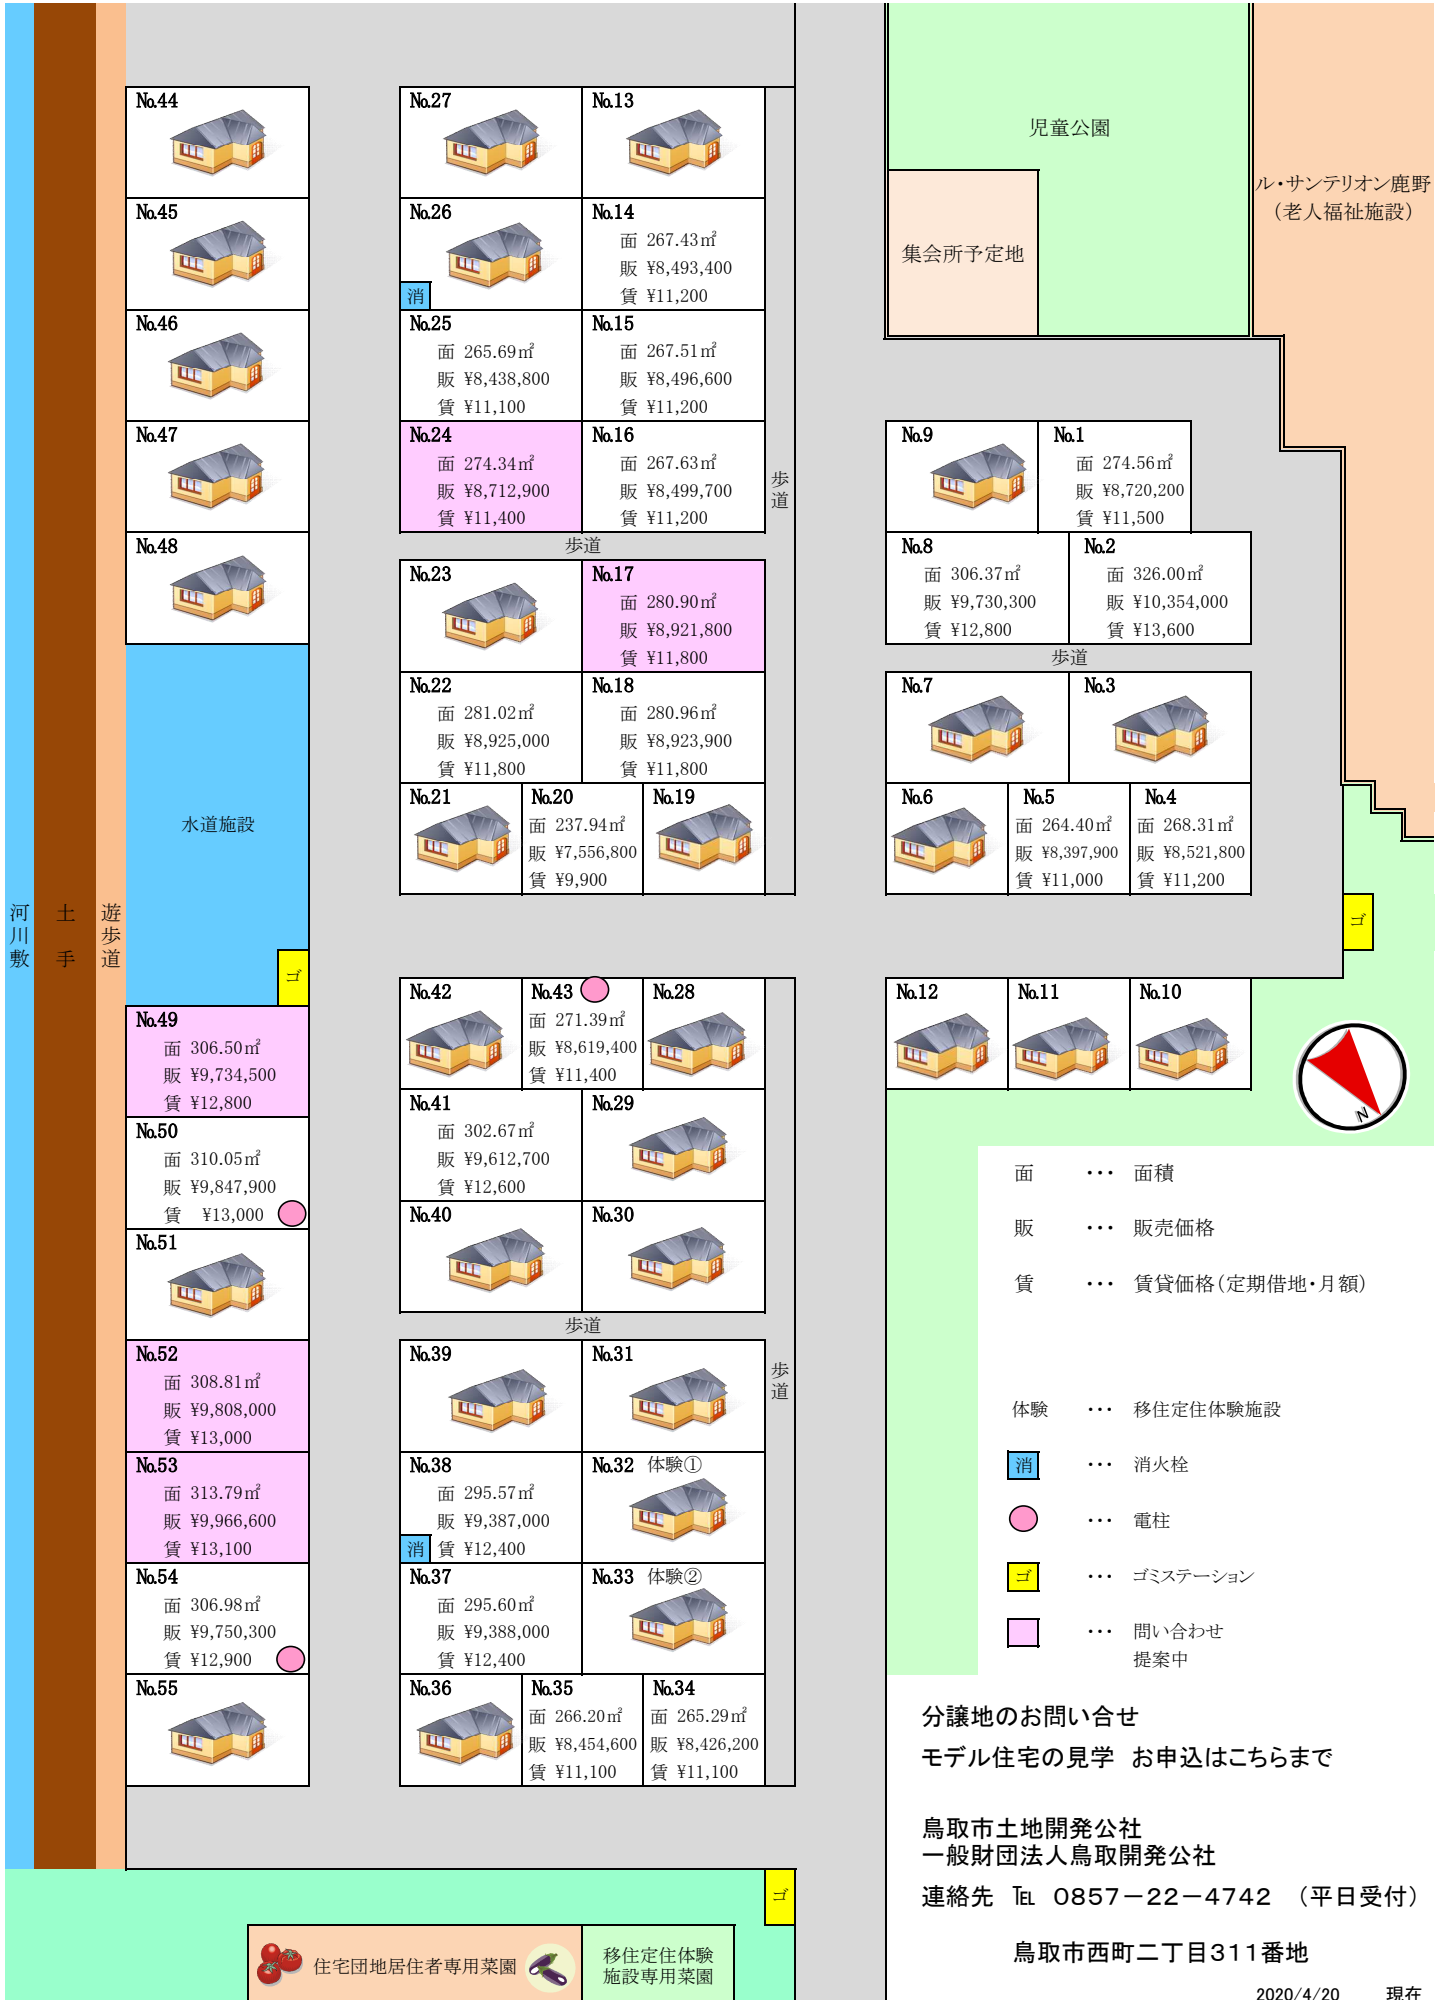 河川敷
土手
遊歩道
No.44
No.45
No.46
No.47
No.48
水道施設
ゴ
No.49
面 306.50㎡
販 ¥9,734,500
賃 ¥12,800
No.50
面 310.05㎡
販 ¥9,847,900
賃 ¥13,000
No.51
No.52
面 308.81㎡
販 ¥9,808,000
賃 ¥13,000
No.53
面 313.79㎡
販 ¥9,966,600
賃 ¥13,100
No.54
面 306.98㎡
販 ¥9,750,300
賃 ¥12,900
No.55
No.27
No.13
No.26
消
No.14
面 267.43㎡
販 ¥8,493,400
賃 ¥11,200
No.25
面 265.69㎡
販 ¥8,438,800
賃 ¥11,100
No.15
面 267.51㎡
販 ¥8,496,600
賃 ¥11,200
No.24
面 274.34㎡
販 ¥8,712,900
賃 ¥11,400
No.16
面 267.63㎡
販 ¥8,499,700
賃 ¥11,200
歩道
歩道
No.23
No.17
面 280.90㎡
販 ¥8,921,800
賃 ¥11,800
No.22
面 281.02㎡
販 ¥8,925,000
賃 ¥11,800
No.18
面 280.96㎡
販 ¥8,923,900
賃 ¥11,800
No.21
No.20
面 237.94㎡
販 ¥7,556,800
賃 ¥9,900
No.19
No.42
No.43
面 271.39㎡
販 ¥8,619,400
賃 ¥11,400
No.28
No.41
面 302.67㎡
販 ¥9,612,700
賃 ¥12,600
No.29
No.40
No.30
歩道
歩道
No.39
No.31
No.38
面 295.57㎡
販 ¥9,387,000
消 賃 ¥12,400
No.32 体験①
No.37
面 295.60㎡
販 ¥9,388,000
賃 ¥12,400
No.33 体験②
No.36
No.35
面 266.20㎡
販 ¥8,454,600
賃 ¥11,100
No.34
面 265.29㎡
販 ¥8,426,200
賃 ¥11,100
ゴ
住宅団地居住者専用菜園
移住定住体験
施設専用菜園
児童公園
集会所予定地
ル・サンテリオン鹿野
（老人福祉施設）
No.9
No.1
面 274.56㎡
販 ¥8,720,200
賃 ¥11,500
No.8
面 306.37㎡
販 ¥9,730,300
賃 ¥12,800
No.2
面 326.00㎡
販 ¥10,354,000
賃 ¥13,600
歩道
No.7
No.3
No.6
No.5
面 264.40㎡
販 ¥8,397,900
賃 ¥11,000
No.4
面 268.31㎡
販 ¥8,521,800
賃 ¥11,200
ゴ
No.12
No.11
No.10
N
面 ・・・ 面積
販 ・・・ 販売価格
賃 ・・・ 賃貸価格（定期借地・月額）
体験 ・・・ 移住定住体験施設
消 ・・・ 消火栓
・・・ 電柱
ゴ ・・・ ゴミステーション
・・・ 問い合わせ
提案中
分譲地のお問い合せ
モデル住宅の見学 お申込はこちらまで
鳥取市土地開発公社
一般財団法人鳥取開発公社
連絡先 ℡ 0857－22－4742 （平日受付）
鳥取市西町二丁目311番地
2020/4/20 現在